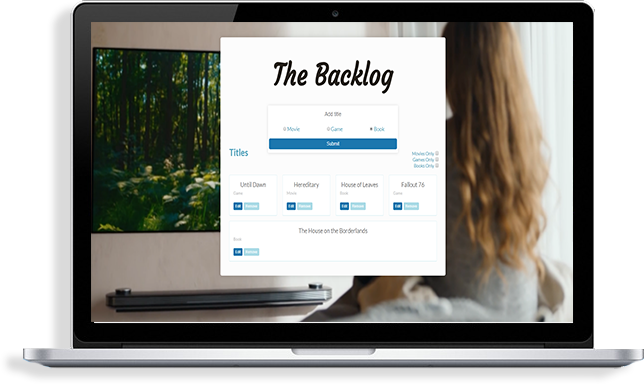 The Backlog
Add title
Movie Game Book
Submit
Titles
Movies Only
Games Only
Books Only
Until Dawn Hereditary House of Leaves Fallout 76
Game Movie Book Game
Edit Remove Edit Remove Edit Remove Edit Remove
The House on the Borderlands
Book
Edit Remove